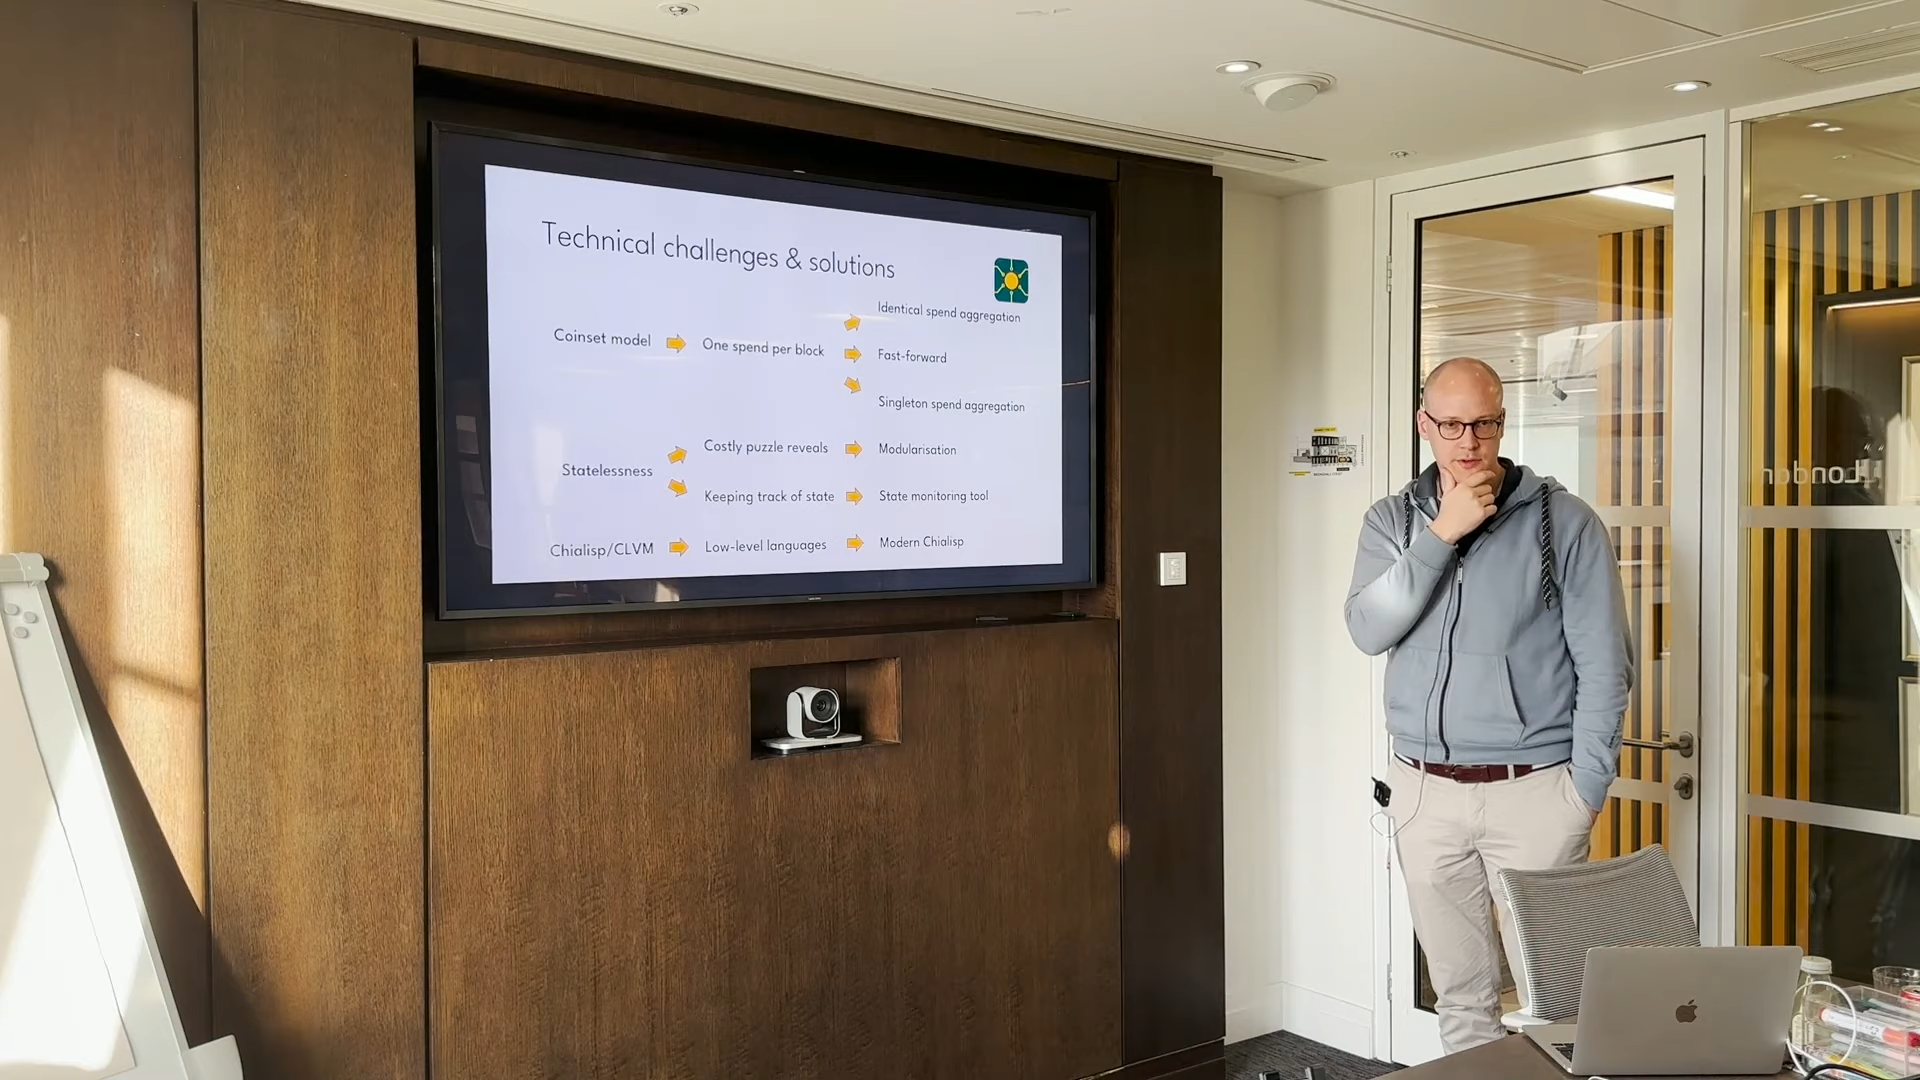 Technical challenges & solutions
Identical spend aggregation
Coinset model
One spend per block
Fast-forward
Singleton spend aggregation
Costly puzzle reveals
Modularisation
Statelessness
Keeping track of state
State monitoring tool
Chialisp/CLVM
Low-level languages
Modern Chialisp
London